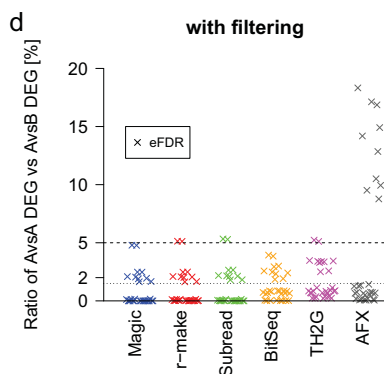 d
with filtering
Ratio of AvsA DEG vs AvsB DEG [%]
20
15
10
5
2
0
× eFDR
Magic
r-make
Subread
BitSeq
TH2G
AFX